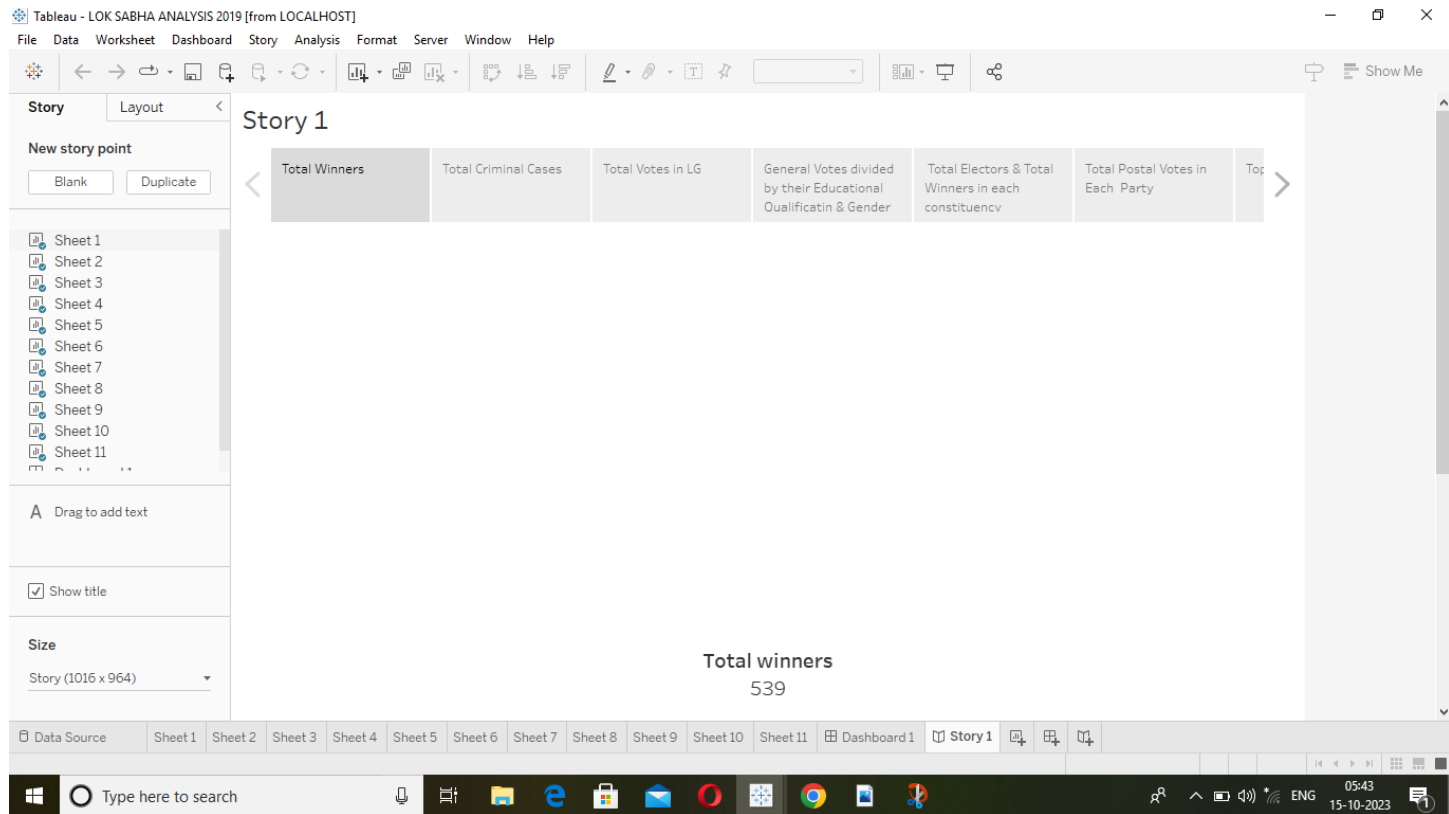 Tableau - LOK SABHA ANALYSIS 2019 [from LOCALHOST]
File Data Worksheet Dashboard Story Analysis Format Server Window Help
Show Me
Story Layout
New story point
Blank Duplicate
Sheet 1
Sheet 2
Sheet 3
Sheet 4
Sheet 5
Sheet 6
Sheet 7
Sheet 8
Sheet 9
Sheet 10
Sheet 11
A Drag to add text
Show title
Size
Story (1016 x 964)
Story 1
Total Winners
Total Criminal Cases
Total Votes in LG
General Votes divided
by their Educational
Qualificatin & Gender
Total Electors & Total
Winners in each
constituency
Total Postal Votes in
Each Party
Top
Total winners
539
Data Source Sheet 1 Sheet 2 Sheet 3 Sheet 4 Sheet 5 Sheet 6 Sheet 7 Sheet 8 Sheet 9 Sheet 10 Sheet 11 Dashboard 1 Story 1
Type here to search
ENG
05:43
15-10-2023
1